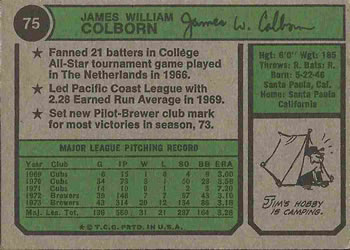 75
JAMES WILLIAM
COLBORN
James W. Colborn
★ Fanned 21 batters in College
All-Star tournament game played
in The Netherlands in 1966.
★ Led Pacific Coast League with
2.28 Earned Run Average in 1969.
★ Set new Pilot-Brewer club mark
for most victories in season, 73.
Hgt: 6'0" Wgt: 185
Throws: R. Bats: R.
Born: 5-22-46
Santa Paula, Cal.
Home: Santa Paula
California
MAJOR LEAGUE PITCHING RECORD
Year Club G IP W L SO BB ERA
1969 Cubs
1970 Cubs
1971 Cubs
1972 Brewers
1973 Brewers
Maj. Lea. Tot.
JIM'S HOBBY
IS CAMPING.
© T.C.G. PRTD. IN U.S.A.